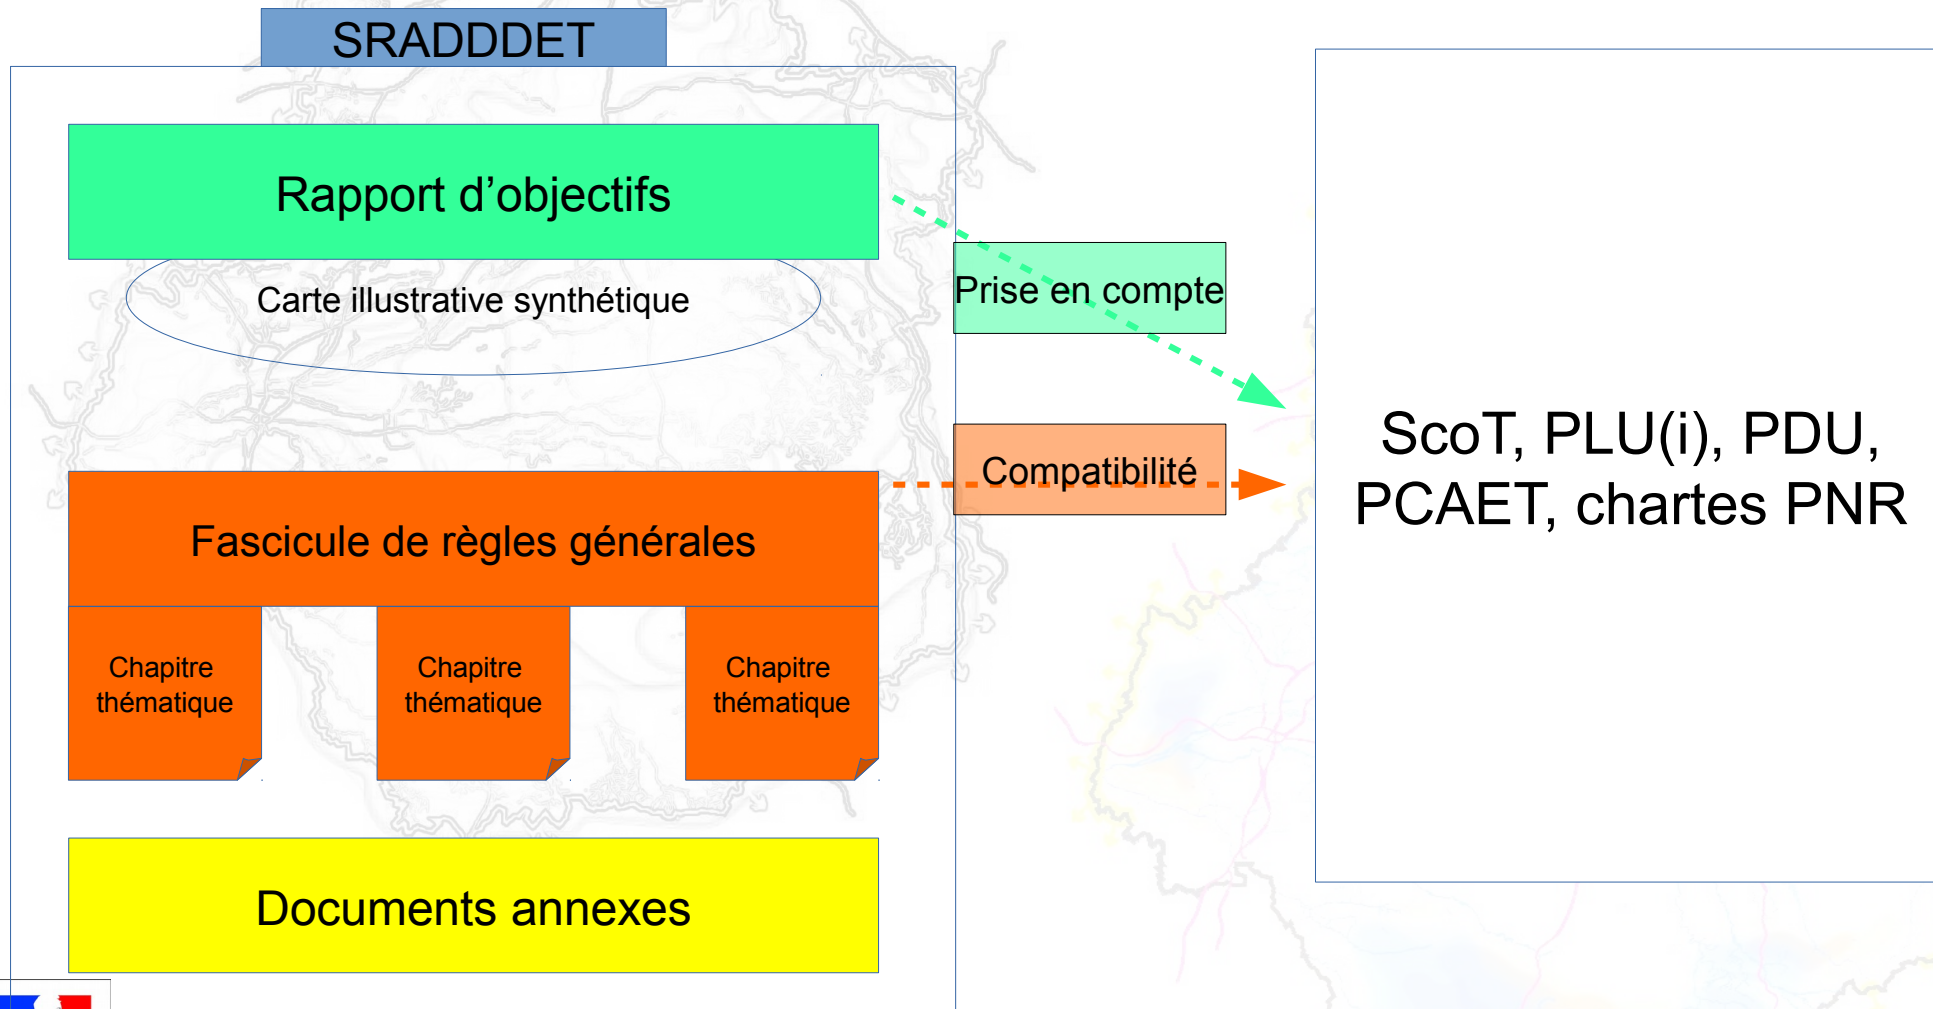 SRADDDET
Rapport d’objectifs
Carte illustrative synthétique
Prise en compte
Compatibilité
Fascicule de règles générales
Chapitre
thématique
Chapitre
thématique
Chapitre
thématique
Documents annexes
ScoT, PLU(i), PDU,
PCAET, chartes PNR